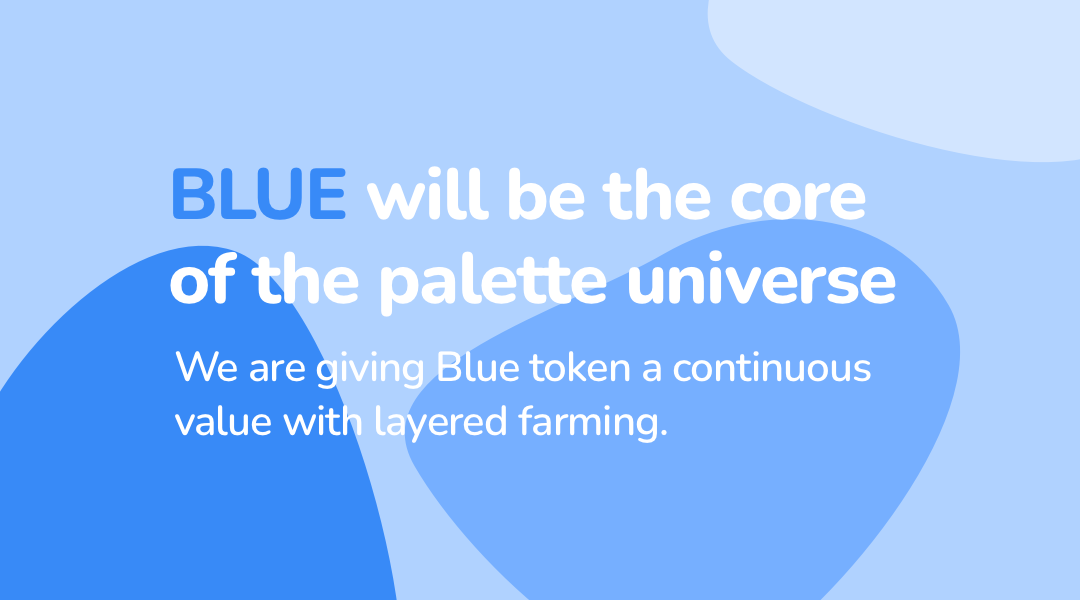 BLUE will be the core
of the palette universe
We are giving Blue token a continuous
value with layered farming.